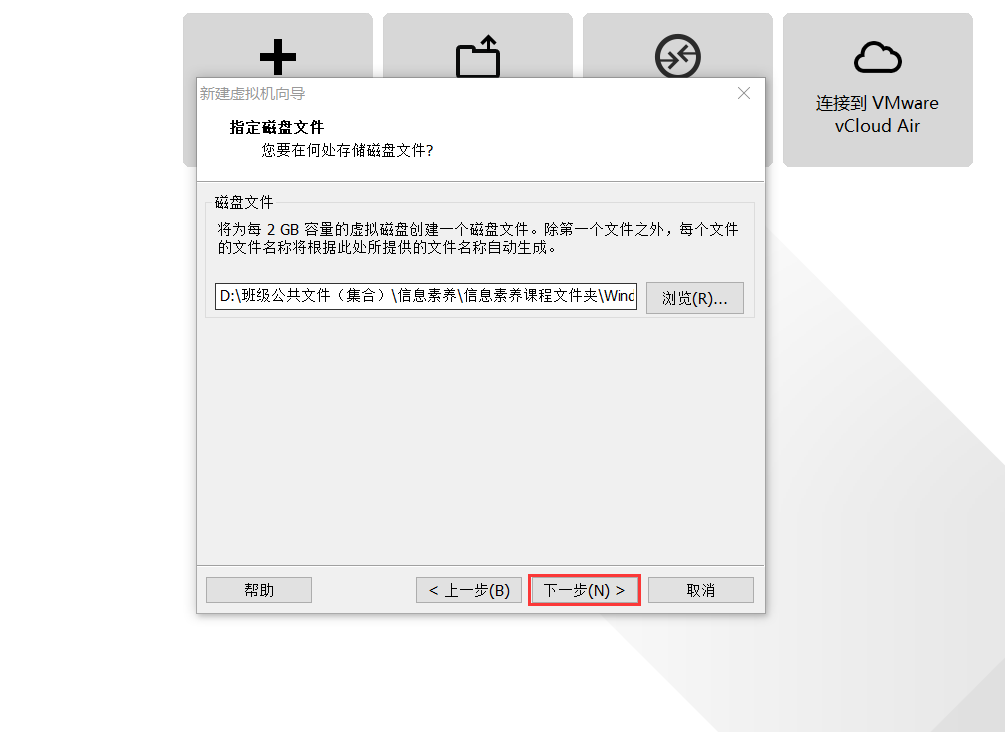 连接到 VMware
vCloud Air
新建虚拟机向导
指定磁盘文件
您要在何处存储磁盘文件?
磁盘文件
将为每 2 GB 容量的虚拟磁盘创建一个磁盘文件。除第一个文件之外，每个文件
的文件名称将根据此处所提供的文件名称自动生成。
D:\班级公共文件（集合）\信息素养\信息素养课程文件夹\Wind
浏览(R)...
帮助
< 上一步(B)
下一步(N) >
取消